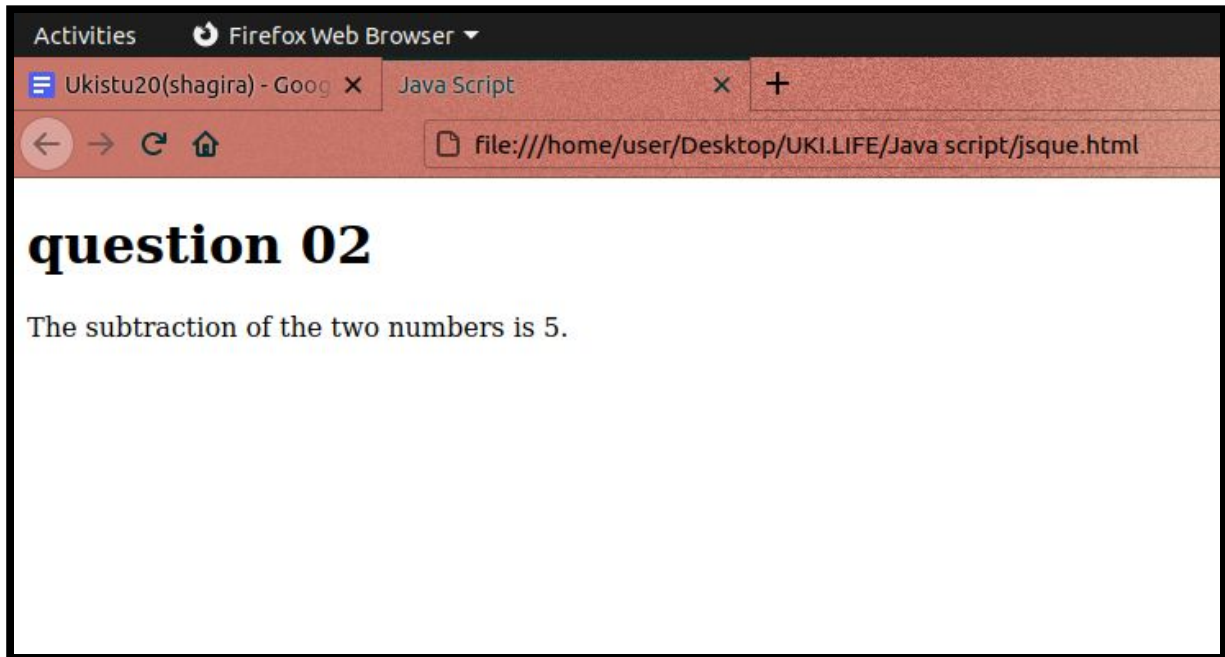 Activities Firefox Web Browser
Ukistu20(shagira) - Goog Java Script
file:///home/user/Desktop/UKI.LIFE/Java script/jsque.html
question 02
The subtraction of the two numbers is 5.